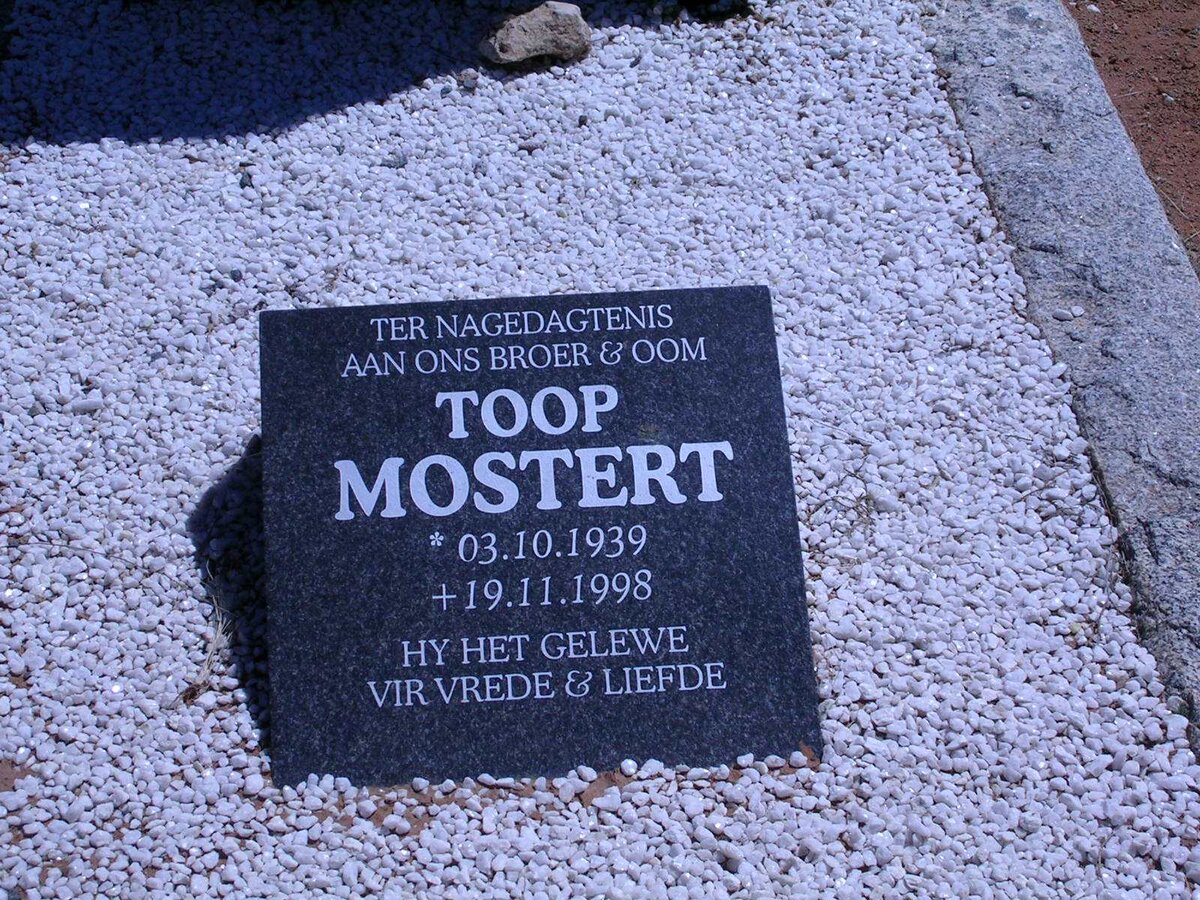 TER NAGEDAGTENIS
AAN ONS BROER & OOM
TOOP
MOSTERT
* 03.10.1939
+19.11.1998
HY HET GELEWE
VIR VREDE & LIEFDE